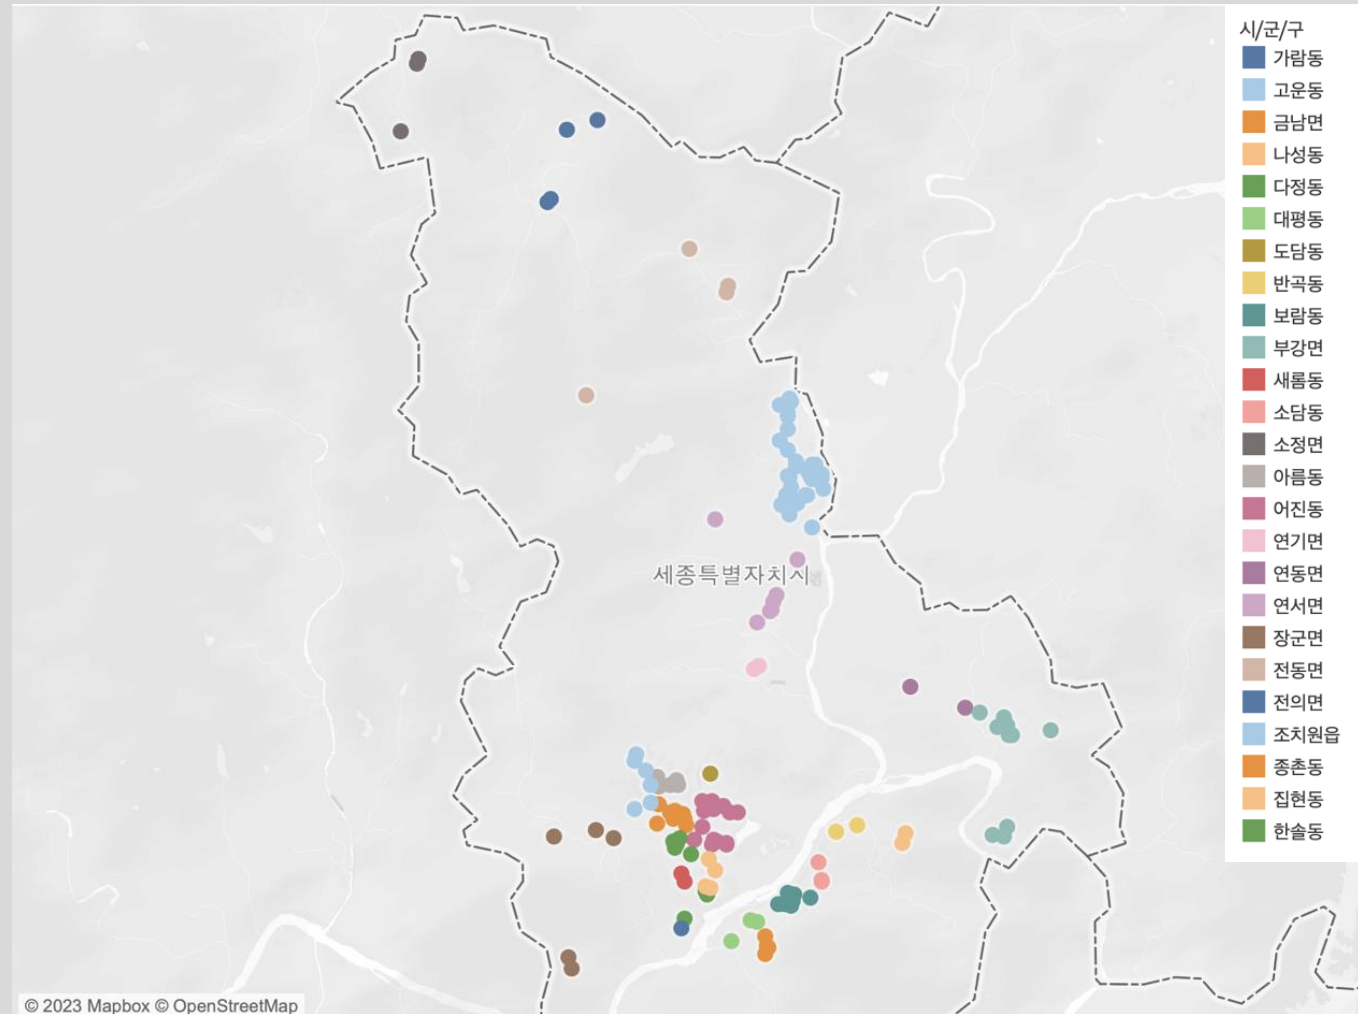 시/군/구
가람동
고운동
금남면
나성동
다정동
대평동
도담동
반곡동
보람동
부강면
새롬동
소담동
소정면
아름동
어진동
연기면
연동면
연서면
장군면
전동면
전의면
조치원읍
종촌동
집현동
한솔동
세종특별자치시
© 2023 Mapbox © OpenStreetMap